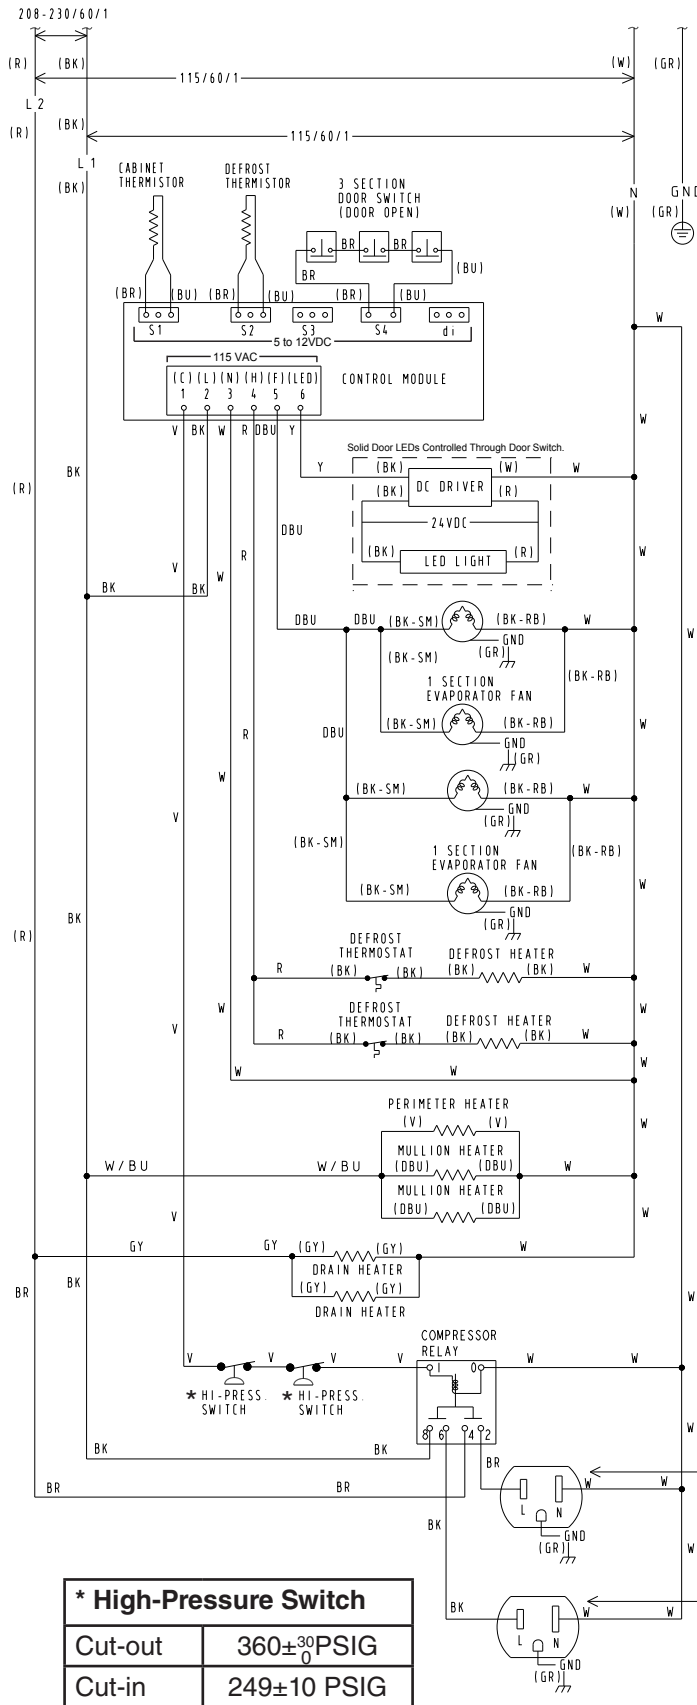 208-230/60/1
(R) (BK) (W) (GR)
115/60/1
L2
(R) (BK)
115/60/1
L1
(BK)
CABINET THERMISTOR
DEFROST THERMISTOR
3 SECTION
DOOR SWITCH
(DOOR OPEN)
N GND
(W) (GR)
BR BR
BR (BU)
(BR) (BU) (BR) (BU) (BR) (BU)
S1 S2 S3 S4 di
5 to 12VDC
W
115 VAC
(C) (L) (N) (H) (F) (LED)
1 2 3 4 5 6
CONTROL MODULE
V BK W R DBU Y
W
Solid Door LEDs Controlled Through Door Switch.
Y (BK) (W) W
DC DRIVER
(BK) (R)
24VDC
(BK) (R)
LED LIGHT
BK
(R)
DBU
R
V W
W
BK BK
DBU DBU (BK-SM) (BK-RB) W
GND
(GR)
W
(BK-SM) (BK-RB)
1 SECTION
EVAPORATOR FAN
(BK-SM) (BK-RB)
GND
(GR)
DBU
R
W
W
(BK-SM) (BK-RB) W
GND
(GR)
V
(BK-SM) (BK-RB)
1 SECTION
EVAPORATOR FAN
(BK-SM) (BK-RB)
GND
(GR)
W
BK
(R)
DEFROST
THERMOSTAT
DEFROST HEATER
R (BK) (BK) (BK) (BK) W
DEFROST
THERMOSTAT
DEFROST HEATER
R (BK) (BK) (BK) (BK) W
V W
W
W W
W
PERIMETER HEATER
(V) (V)
W
MULLION HEATER
W/BU W/BU (DBU) (DBU) W
MULLION HEATER
(DBU) (DBU)
V
W
GY GY (GY) (GY) W
DRAIN HEATER
(GY) (GY)
DRAIN HEATER
BR BK
W
COMPRESSOR
RELAY
V V V V 1 0 W W
* HI-PRESS.
SWITCH
* HI-PRESS.
SWITCH
8 6 4 2
W
BK BK
BR
BR BR
L N
W W
GND
(GR)
BK
W
BK
L N
W W
GND
(GR)
* High-Pressure Switch
Cut-out 360±³⁰₀PSIG
Cut-in 249±10 PSIG